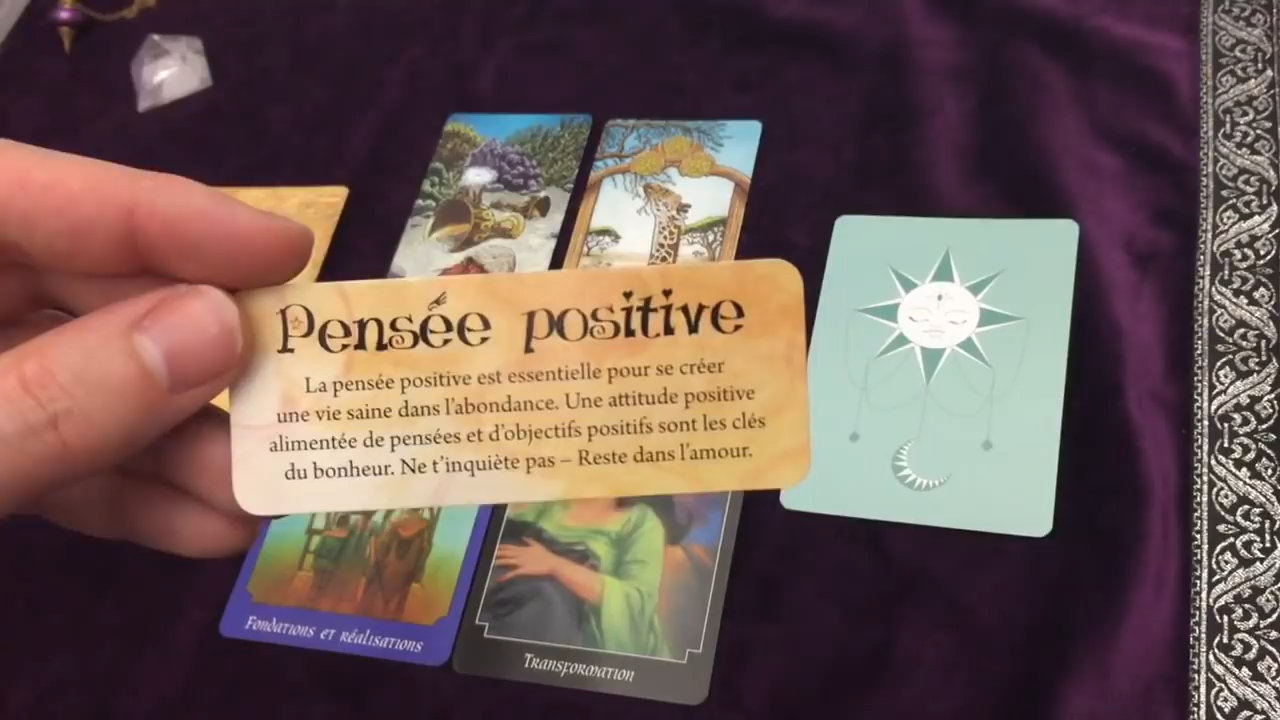 Pensée positive
La pensée positive est essentielle pour se créer
une vie saine dans l'abondance. Une attitude positive
alimentée de pensées et d'objectifs positifs sont les clés
du bonheur. Ne t'inquiète pas – Reste dans l'amour.
Fondations et réalisations
Transformation